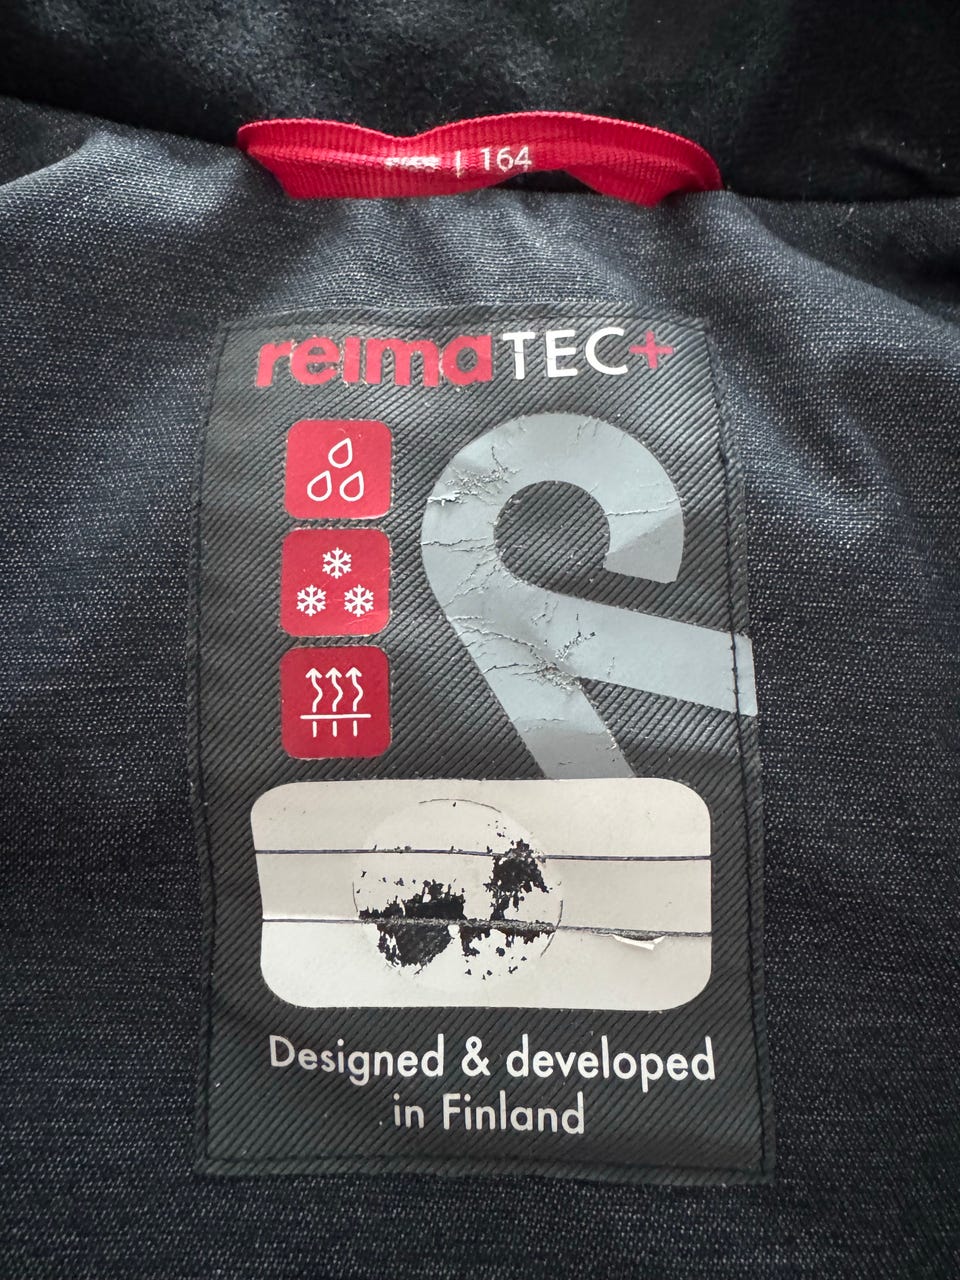 | 164
reimaTEC+
Designed & developed
in Finland